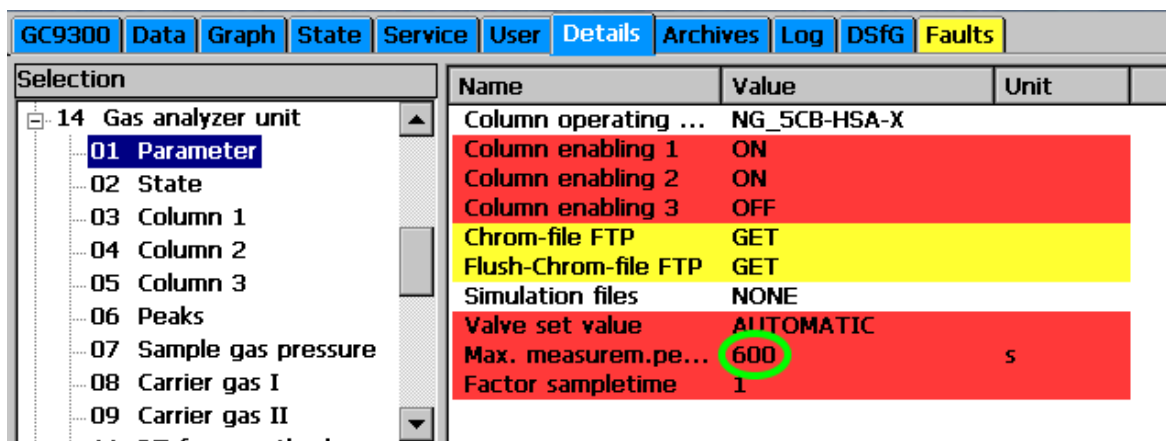 GC9300 Data Graph State Service User Details Archives Log DSfG Faults
Selection
14 Gas analyzer unit
01 Parameter
02 State
03 Column 1
04 Column 2
05 Column 3
06 Peaks
07 Sample gas pressure
08 Carrier gas I
09 Carrier gas II
Name Value Unit
Column operating ... NG_5CB-HSA-X
Column enabling 1 ON
Column enabling 2 ON
Column enabling 3 OFF
Chrom-file FTP GET
Flush-Chrom-file FTP GET
Simulation files NONE
Valve set value AUTOMATIC
Max. measurem.pe... 600 s
Factor sampletime 1